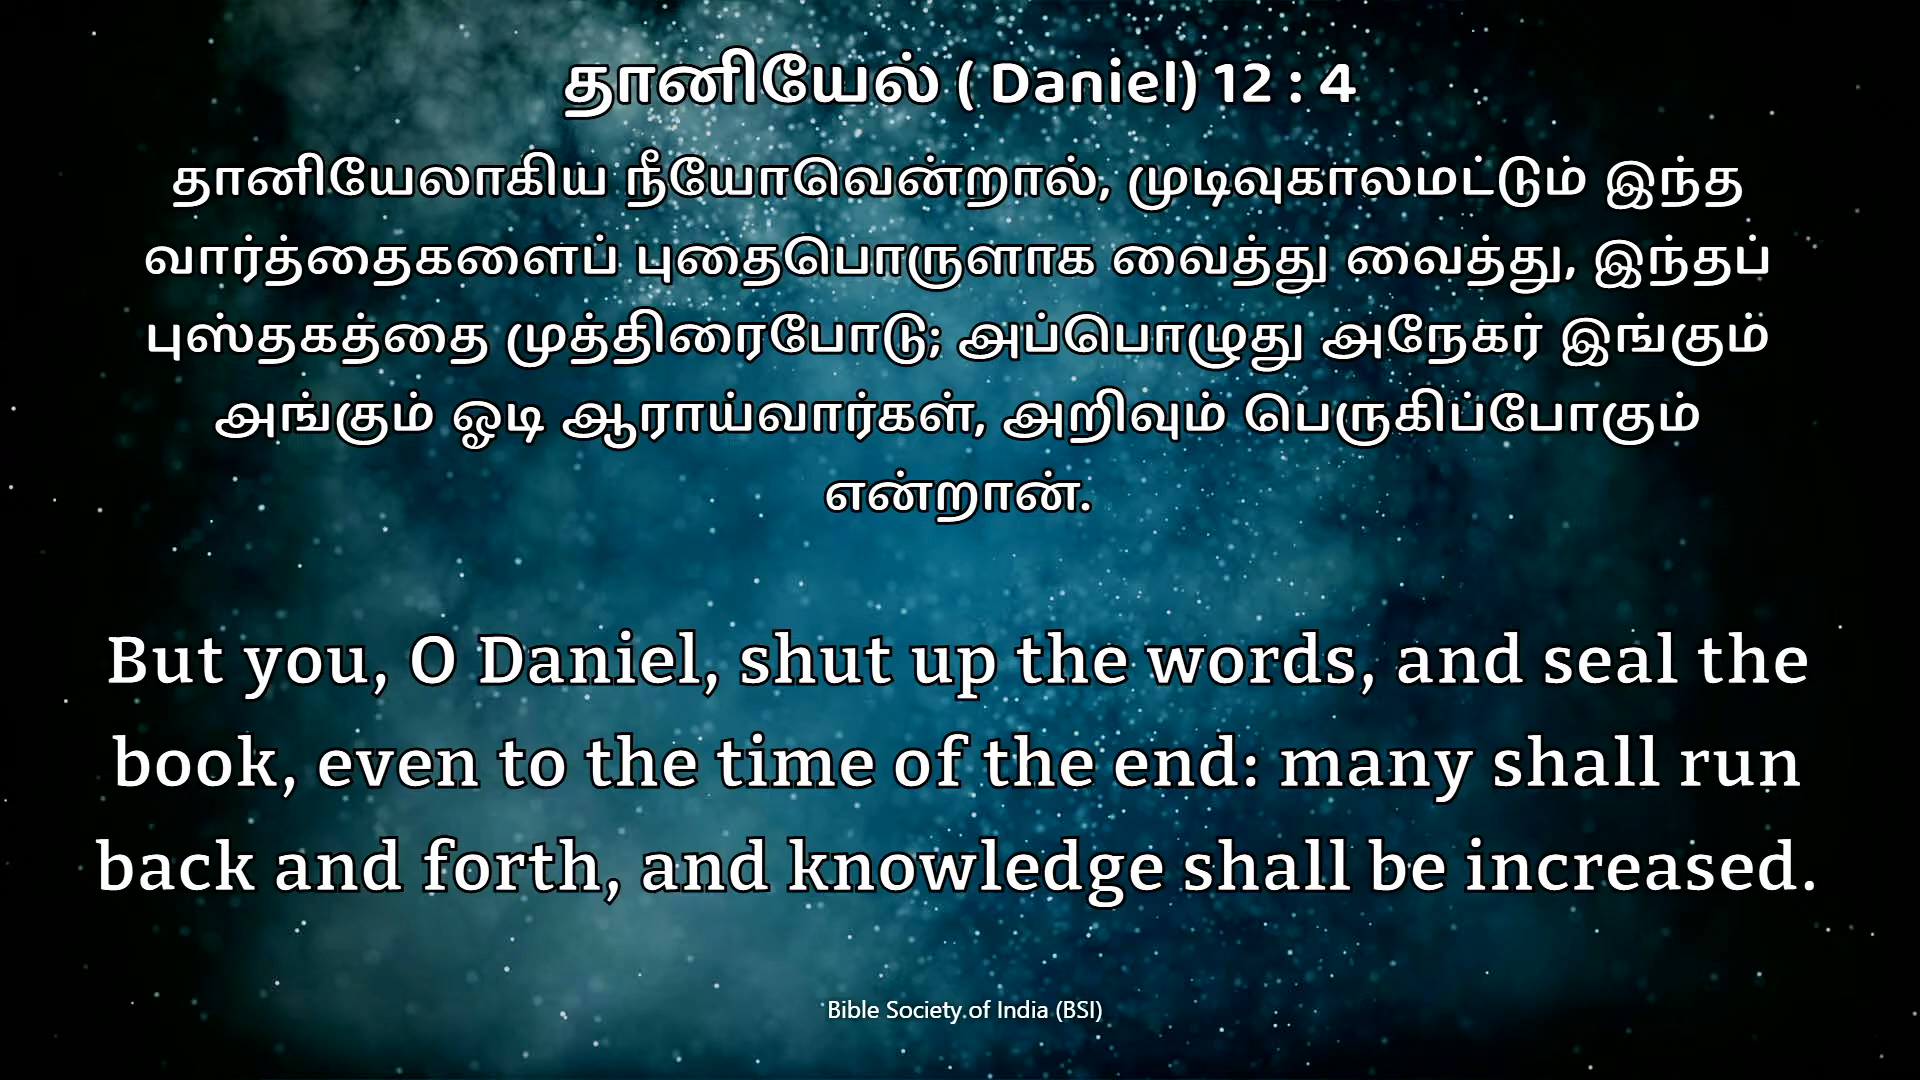 தானியேல் ( Daniel) 12 : 4
தானியேலாகிய நீயோவென்றால், முடிவுகாலமட்டும் இந்த
வார்த்தைகளைப் புதைபொருளாக வைத்து வைத்து, இந்தப்
புஸ்தகத்தை முத்திரைபோடு; அப்பொழுது அநேகர் இங்கும்
அங்கும் ஓடி ஆராய்வார்கள், அறிவும் பெருகிப்போகும்
என்றான்.
But you, O Daniel, shut up the words, and seal the
book, even to the time of the end: many shall run
back and forth, and knowledge shall be increased.
Bible Society of India (BSI)